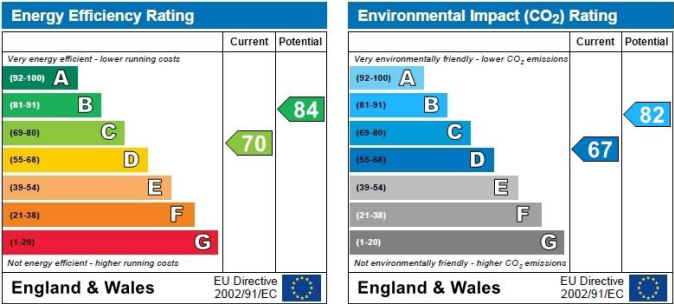 Energy Efficiency Rating
Current Potential
Very energy efficient - lower running costs
(92-100) A
(81-91) B
84
(69-80) C
70
(55-68) D
(39-54) E
(21-38) F
(1-20) G
Not energy efficient - higher running costs
England & Wales
EU Directive
2002/91/EC
Environmental Impact (CO₂) Rating
Current Potential
Very environmentally friendly - lower CO₂ emissions
(92-100) A
(81-91) B
82
(69-80) C
(55-68) D
67
(39-54) E
(21-38) F
(1-20) G
Not environmentally friendly - higher CO₂ emissions
England & Wales
EU Directive
2002/91/EC